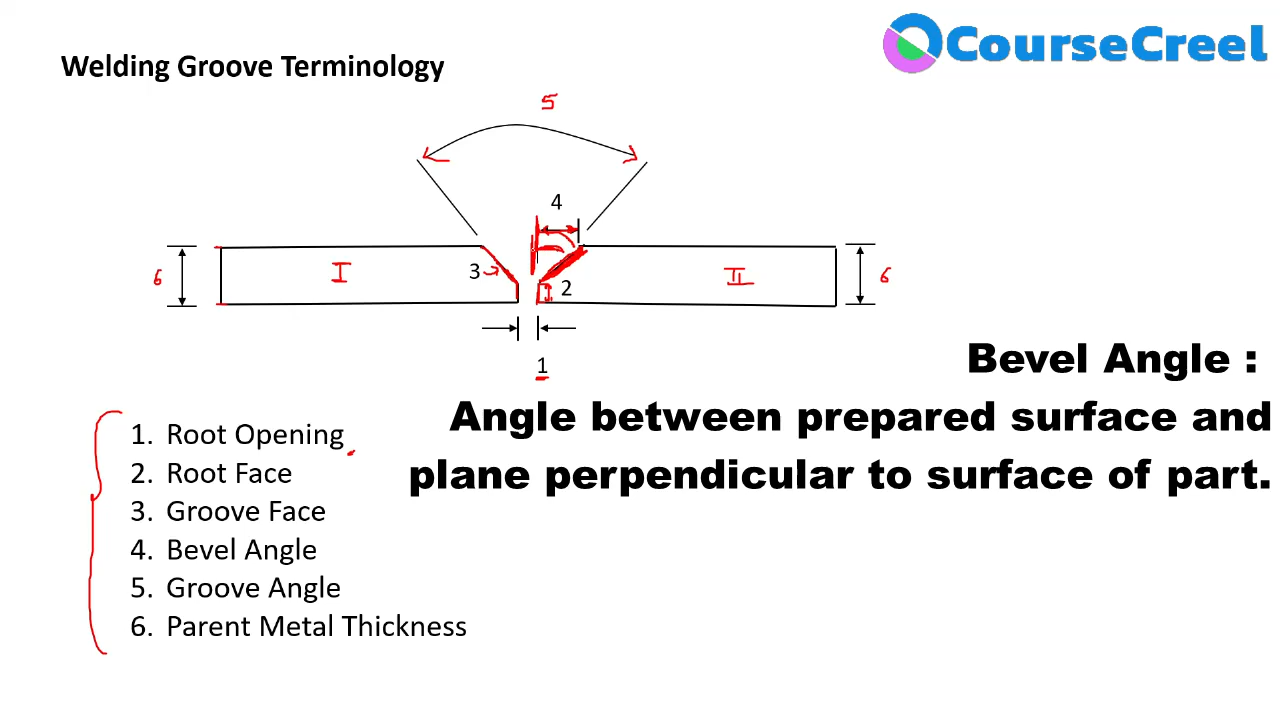 CourseCreel
Welding Groove Terminology
5
4
6
I
3
2
II
6
1
Bevel Angle :
Angle between prepared surface and
plane perpendicular to surface of part.
1. Root Opening
2. Root Face
3. Groove Face
4. Bevel Angle
5. Groove Angle
6. Parent Metal Thickness